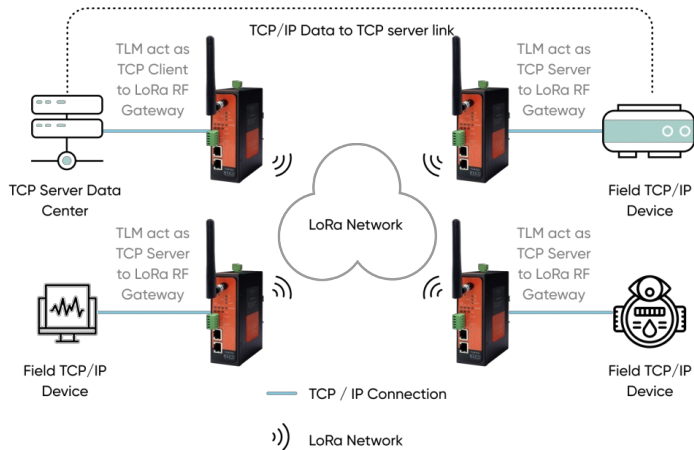 TCP/IP Data to TCP server link
TLM act as
TCP Client
to LoRa RF
Gateway
TLM act as
TCP Server
to LoRa RF
Gateway
TCP Server Data
Center
Field TCP/IP
Device
LoRa Network
TLM act as
TCP Server
to LoRa RF
Gateway
TLM act as
TCP Server
to LoRa RF
Gateway
Field TCP/IP
Device
Field TCP/IP
Device
TCP / IP Connection
LoRa Network